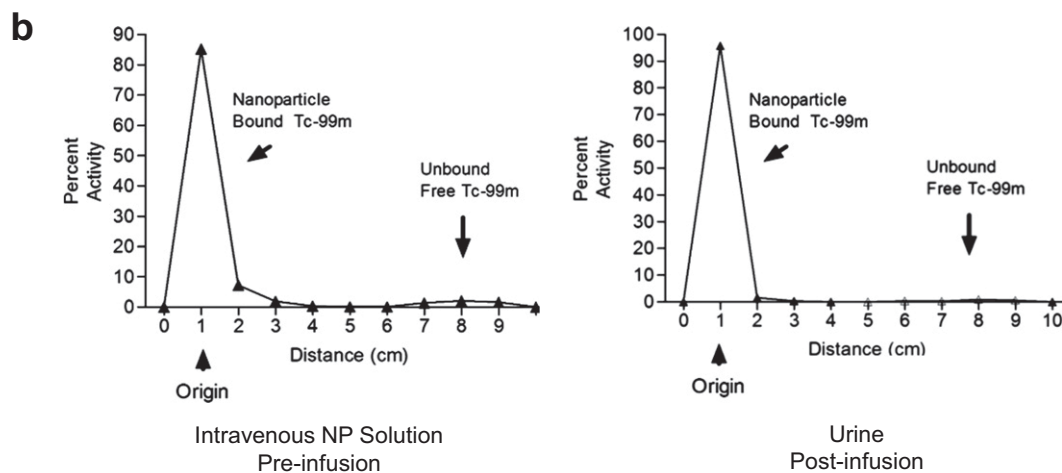 b
90
80
70
60
50
40
30
20
10
0
Percent
Activity
Nanoparticle
Bound Tc-99m
Unbound
Free Tc-99m
0 1 2 3 4 5 6 7 8 9
Distance (cm)
Origin
Intravenous NP Solution
Pre-infusion
100
90
80
70
60
50
40
30
20
10
0
Percent
Activity
Nanoparticle
Bound Tc-99m
Unbound
Free Tc-99m
0 1 2 3 4 5 6 7 8 9 10
Distance (cm)
Origin
Urine
Post-infusion